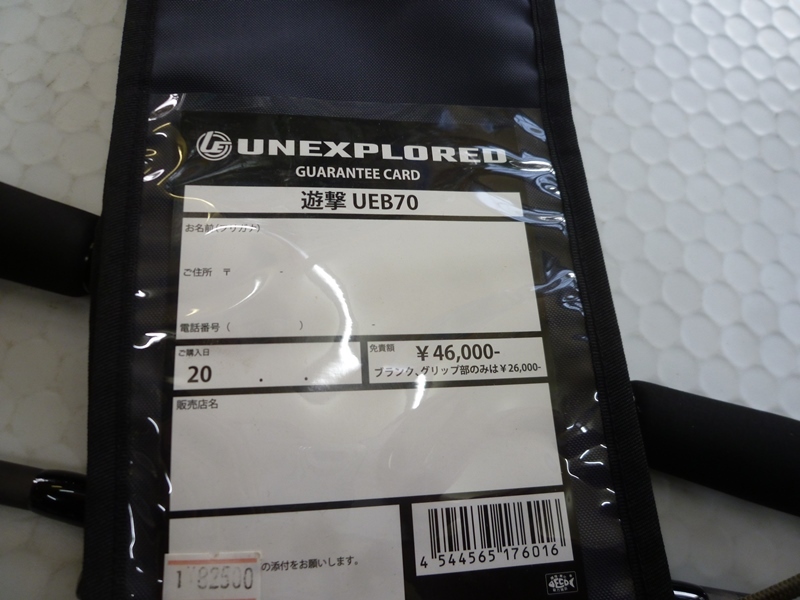 UNEXPLORED
GUARANTEE CARD
遊撃 UEB70
お名前(フリガナ)
ご住所 〒 -
電話番号 ( ) -
ご購入日
20 . .
免責額 ¥46,000-
ブランク、グリップ部のみは¥26,000-
販売店名
の添付をお願いします。
1 82500
4 544565 176016